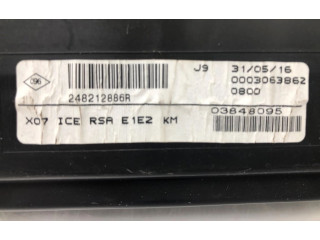 J9 31/05/16
0003063862
0800
248212886R
03848095
X07 ICE RSA E1E2 KM